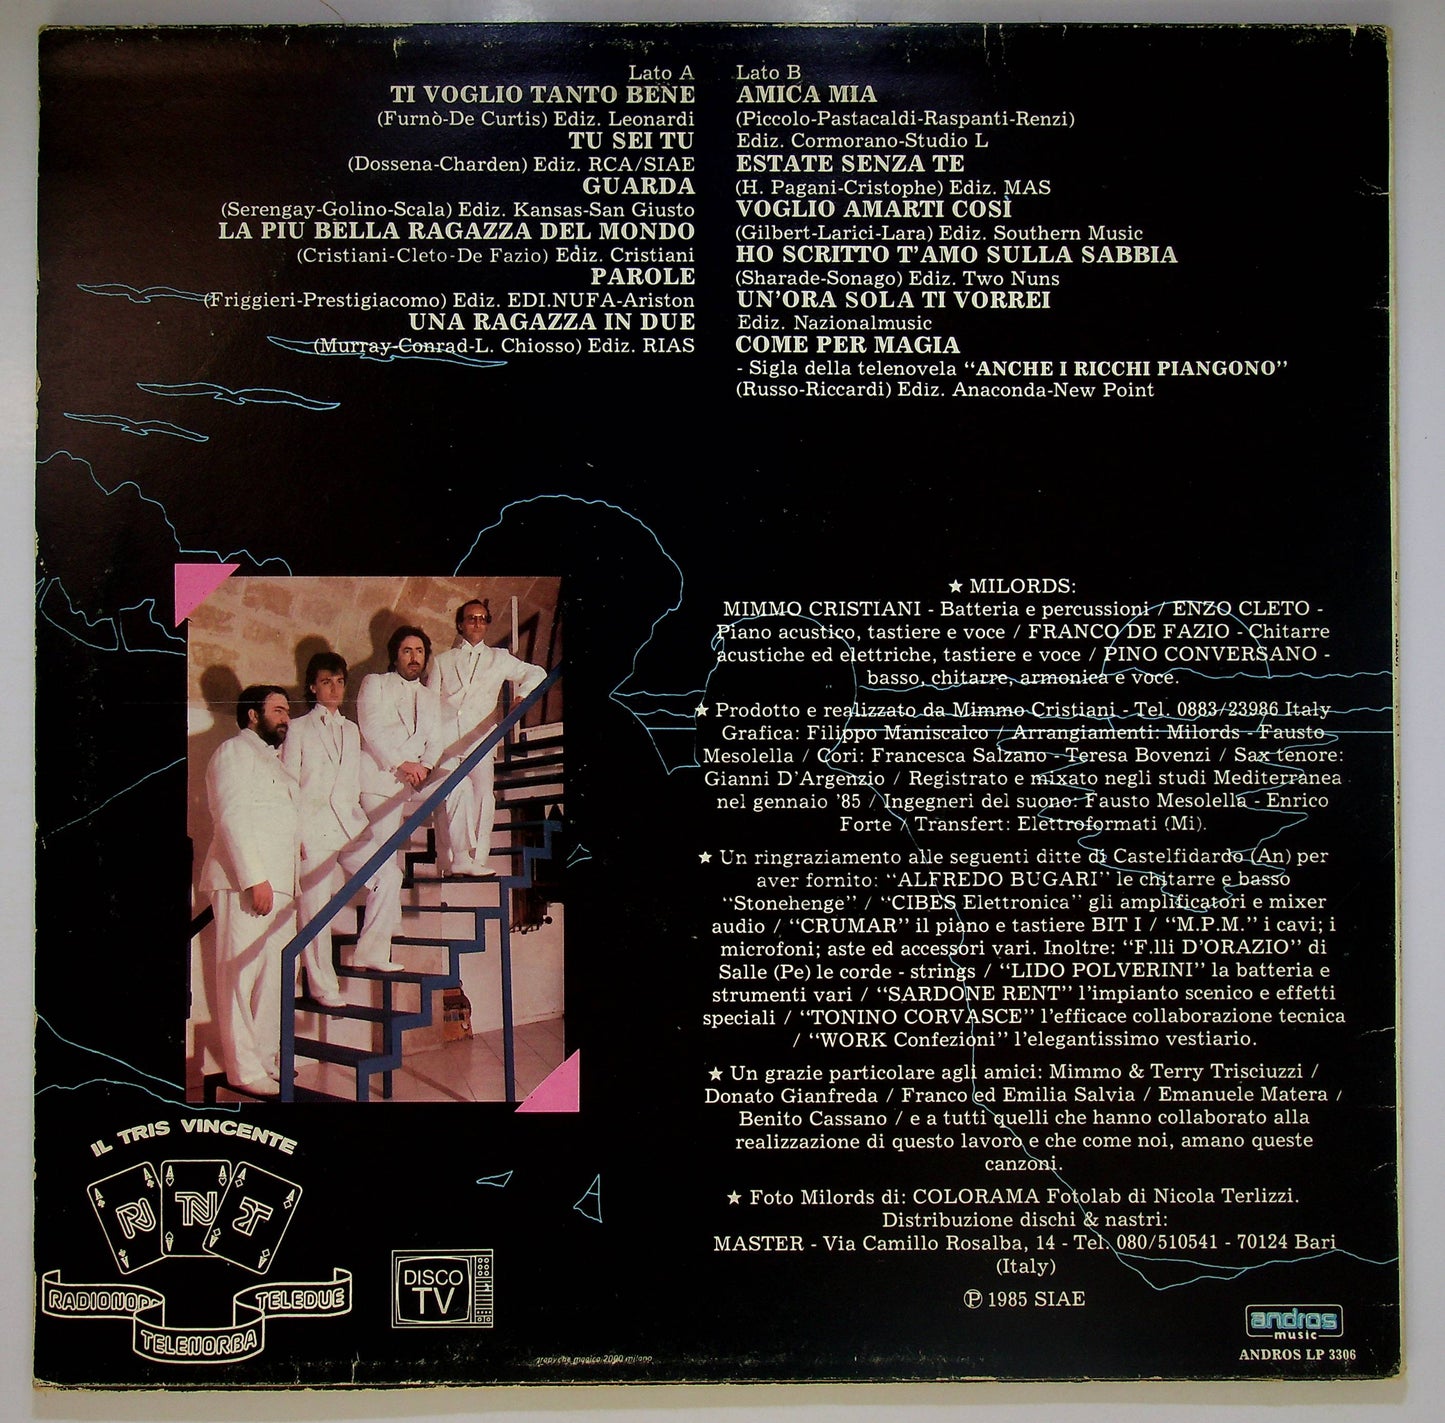 Lato A
TI VOGLIO TANTO BENE
(Furnò-De Curtis) Ediz. Leonardi
TU SEI TU
(Dossena-Charden) Ediz. RCA/SIAE
GUARDA
(Serengay-Golino-Scala) Ediz. Kansas-San Giusto
LA PIU BELLA RAGAZZA DEL MONDO
(Cristiani-Cleto-De Fazio) Ediz. Cristiani
PAROLE
(Friggieri-Prestigiacomo) Ediz. EDI.NUFA-Ariston
UNA RAGAZZA IN DUE
(Murray-Conrad-L. Chiosso) Ediz. RIAS
Lato B
AMICA MIA
(Piccolo-Pastacaldi-Raspanti-Renzi)
Ediz. Cormorano-Studio L
ESTATE SENZA TE
(H. Pagani-Cristophe) Ediz. MAS
VOGLIO AMARTI COSÌ
(Gilbert-Larici-Lara) Ediz. Southern Music
HO SCRITTO T'AMO SULLA SABBIA
(Sharade-Sonago) Ediz. Two Nuns
UN'ORA SOLA TI VORREI
Ediz. Nazionalmusic
COME PER MAGIA
- Sigla della telenovela “ANCHE I RICCHI PIANGONO”
(Russo-Riccardi) Ediz. Anaconda-New Point
★ MILORDS:
MIMMO CRISTIANI - Batteria e percussioni / ENZO CLETO -
Piano acustico, tastiere e voce / FRANCO DE FAZIO - Chitarre
acustiche ed elettriche, tastiere e voce / PINO CONVERSANO -
basso, chitarre, armonica e voce.
★ Prodotto e realizzato da Mimmo Cristiani - Tel. 0883/23986 Italy
Grafica: Filippo Maniscalco / Arrangiamenti: Milords - Fausto
Mesolella / Cori: Francesca Salzano - Teresa Bovenzi / Sax tenore:
Gianni D'Argenzio / Registrato e mixato negli studi Mediterranea
nel gennaio '85 / Ingegneri del suono: Fausto Mesolella - Enrico
Forte / Transfert: Elettroformati (Mi).
★ Un ringraziamento alle seguenti ditte di Castelfidardo (An) per
aver fornito: “ALFREDO BUGARI” le chitarre e basso
“Stonehenge” / “CIBES Elettronica” gli amplificatori e mixer
audio / “CRUMAR” il piano e tastiere BIT I / “M.P.M.” i cavi; i
microfoni; aste ed accessori vari. Inoltre: “F.lli D'ORAZIO” di
Salle (Pe) le corde - strings / “LIDO POLVERINI” la batteria e
strumenti vari / “SARDONE RENT” l'impianto scenico e effetti
speciali / “TONINO CORVASCE” l'efficace collaborazione tecnica
/ “WORK Confezioni” l'elegantissimo vestiario.
★ Un grazie particolare agli amici: Mimmo & Terry Trisciuzzi /
Donato Gianfreda / Franco ed Emilia Salvia / Emanuele Matera /
Benito Cassano / e a tutti quelli che hanno collaborato alla
realizzazione di questo lavoro e che come noi, amano queste
canzoni.
★ Foto Milords di: COLORAMA Fotolab di Nicola Terlizzi.
Distribuzione dischi & nastri:
MASTER - Via Camillo Rosalba, 14 - Tel. 080/510541 - 70124 Bari
(Italy)
℗ 1985 SIAE
IL TRIS VINCENTE
RN TN 2T
RADIONOR TELEDUE
TELENORBA
DISCO
TV
graphche magica 2000 milano
andros
music
ANDROS LP 3306